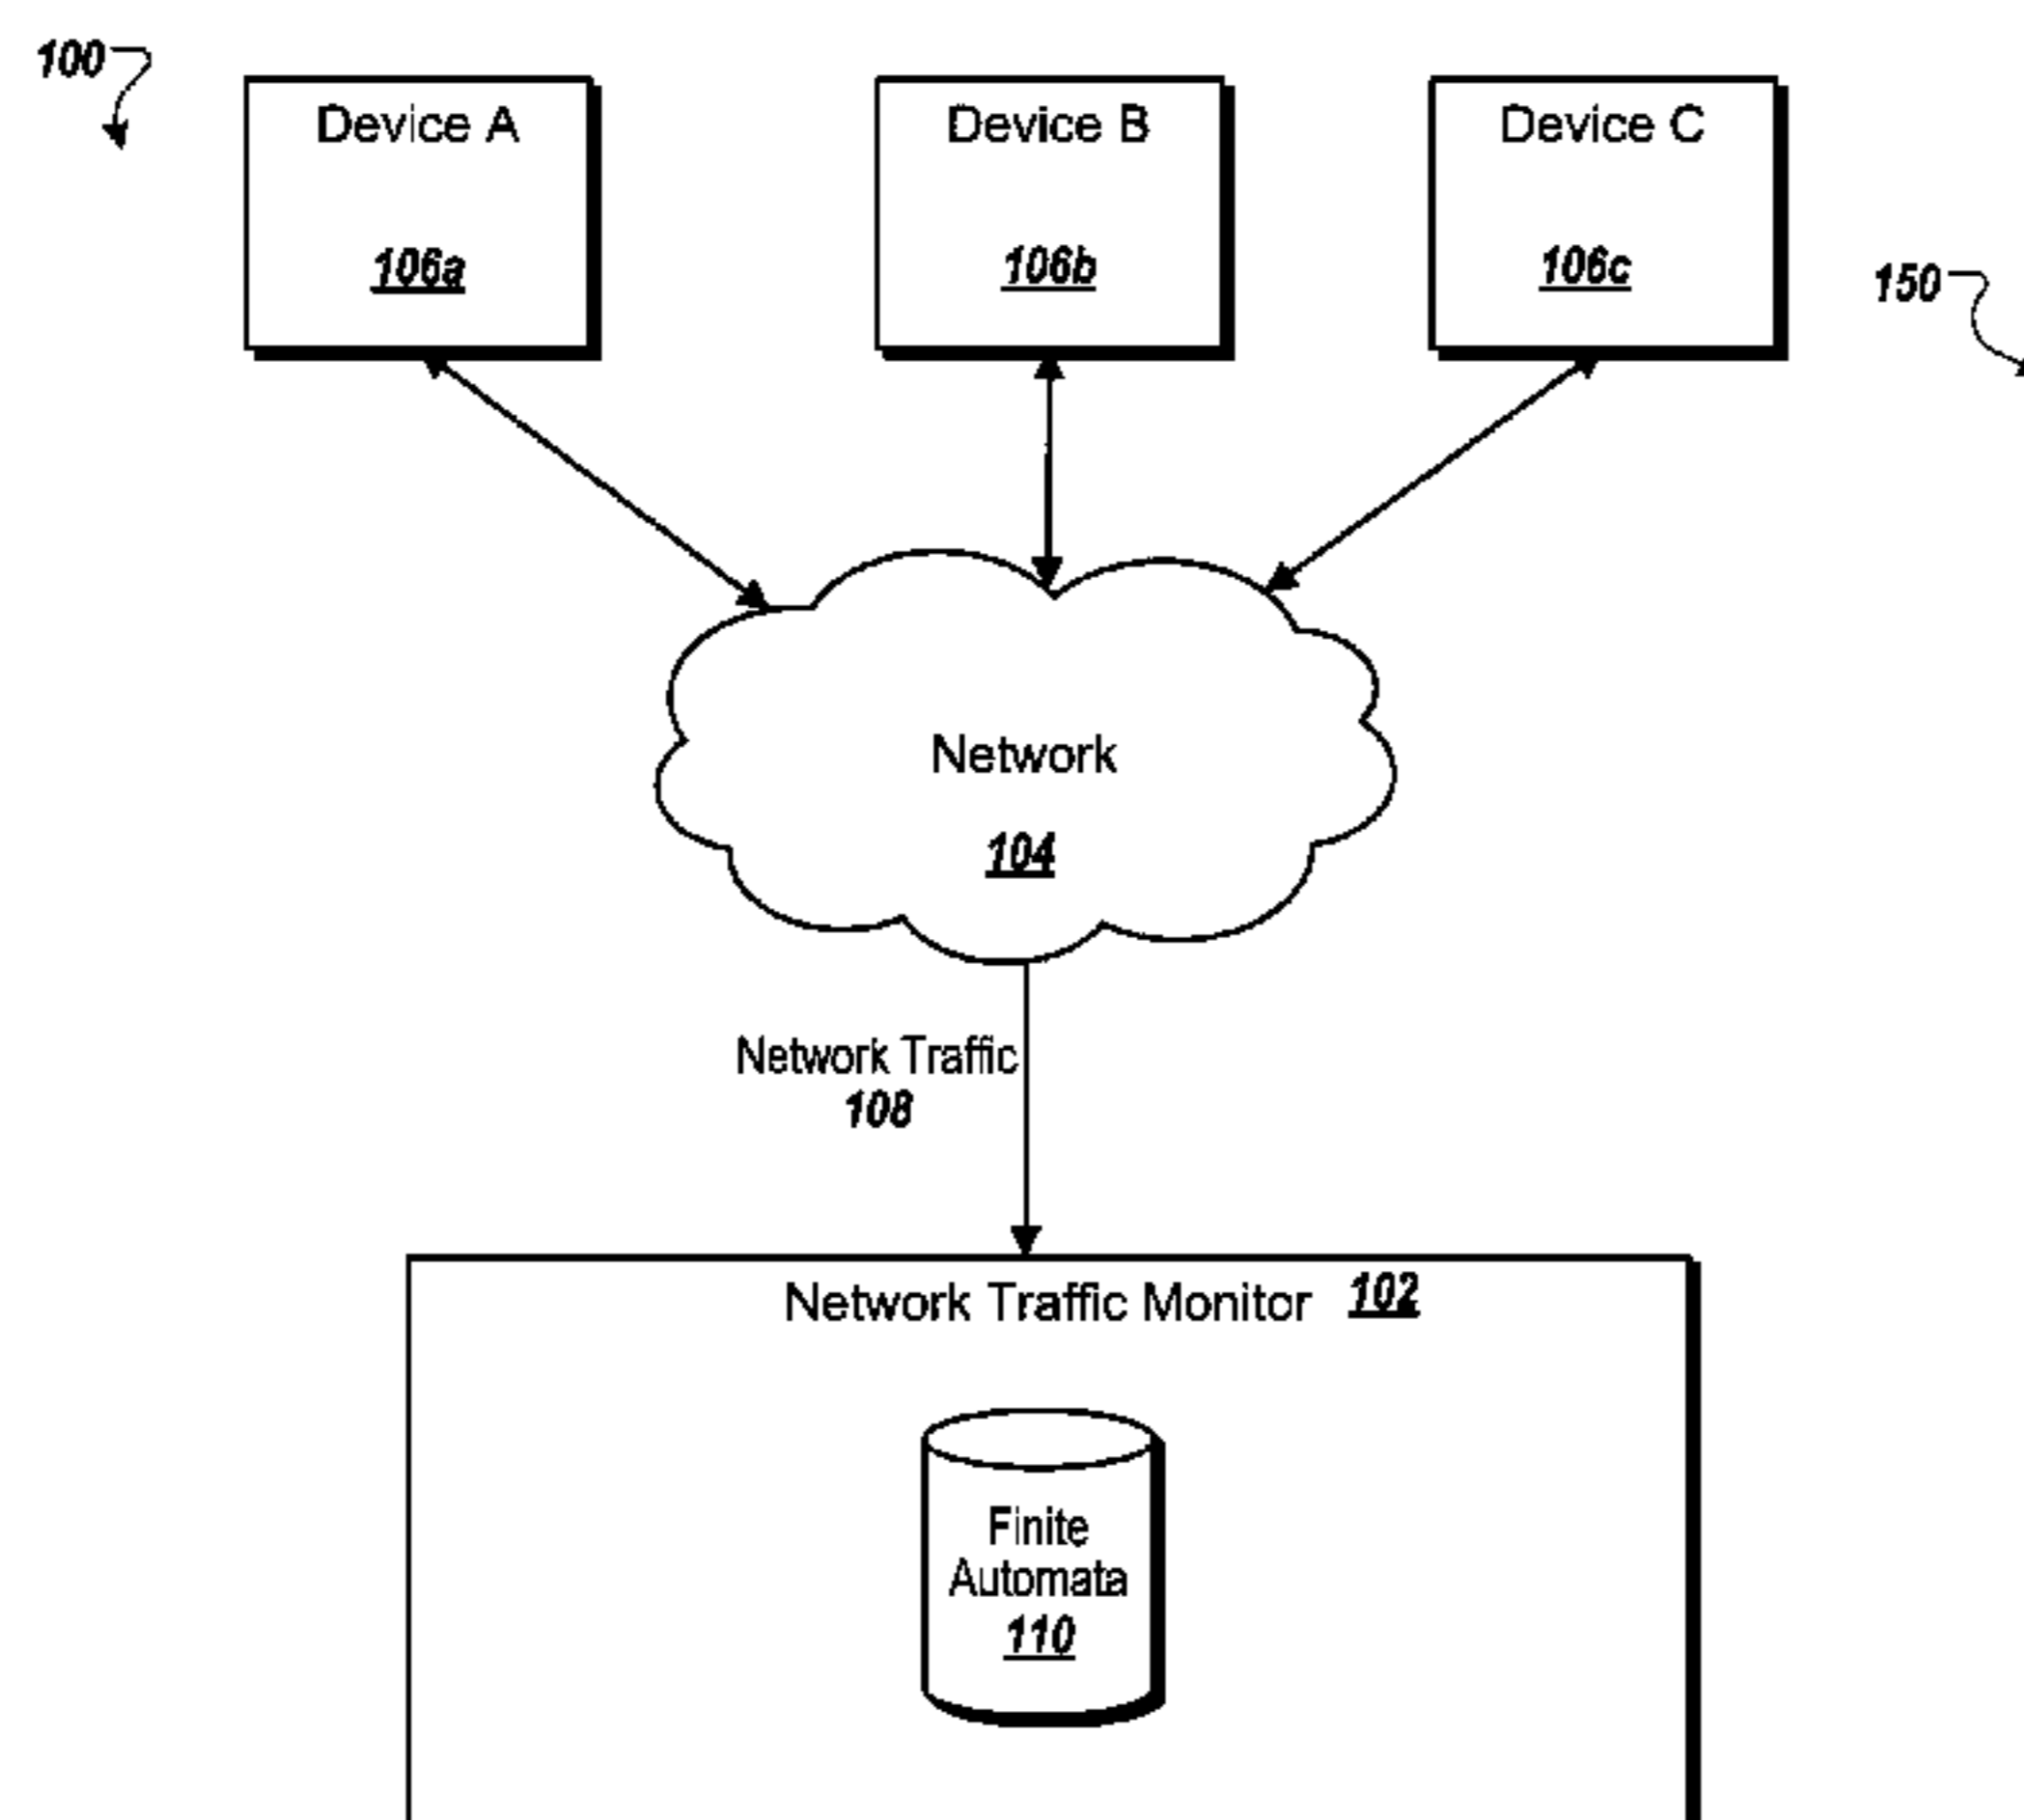 100
Device A
106a
Device B
106b
Device C
106c
150
Network
104
Network Traffic
108
Network Traffic Monitor 102
Finite
Automata
110